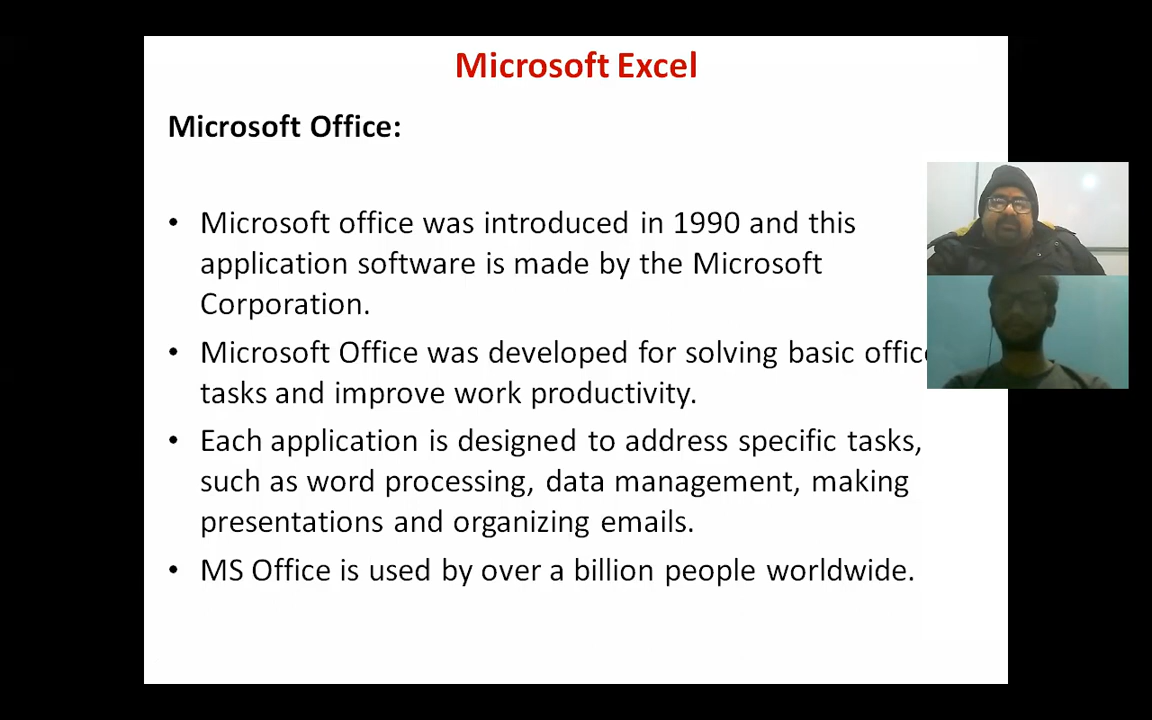 Microsoft Excel
Microsoft Office:
• Microsoft office was introduced in 1990 and this
application software is made by the Microsoft
Corporation.
• Microsoft Office was developed for solving basic office
tasks and improve work productivity.
• Each application is designed to address specific tasks,
such as word processing, data management, making
presentations and organizing emails.
• MS Office is used by over a billion people worldwide.